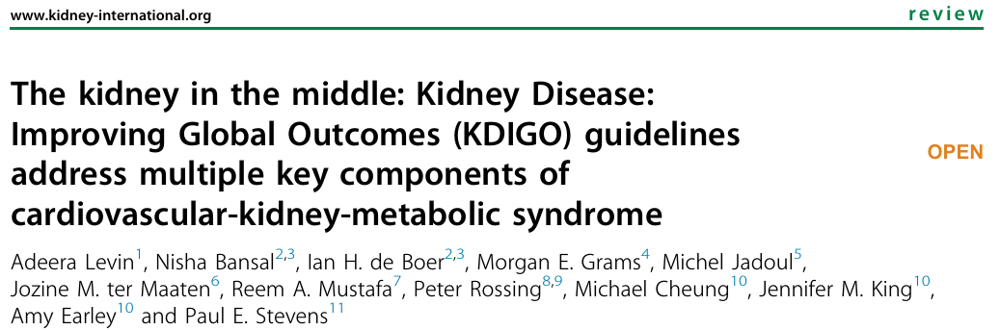 www.kidney-international.org
review
The kidney in the middle: Kidney Disease:
Improving Global Outcomes (KDIGO) guidelines
address multiple key components of
cardiovascular-kidney-metabolic syndrome
OPEN
Adeera Levin1, Nisha Bansal2,3, Ian H. de Boer2,3, Morgan E. Grams4, Michel Jadoul5,
Jozine M. ter Maaten6, Reem A. Mustafa7, Peter Rossing8,9, Michael Cheung10, Jennifer M. King10,
Amy Earley10 and Paul E. Stevens11